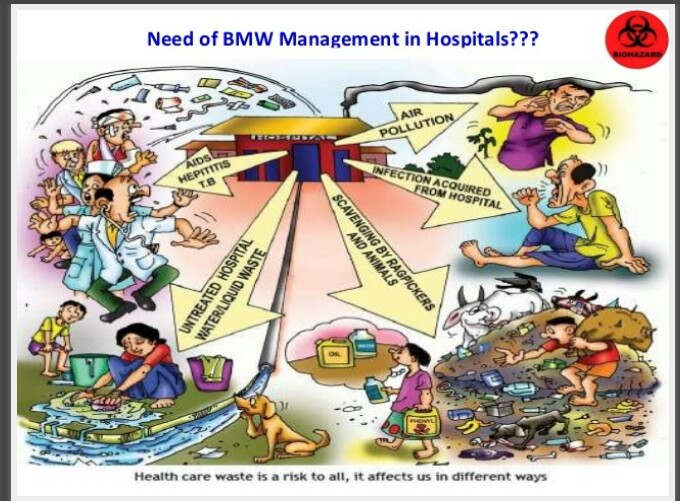 Need of BMW Management in Hospitals???
BIOHAZARD
HOSPITAL
AIR
POLLUTION
AIDS
HEPITITIS
T.B
INFECTION ACQUIRED
FROM HOSPITAL
UNTREATED HOSPITAL
WATER/LIQUID WASTE
SCAVENGING BY RAGPICKERS
AND ANIMALS
OIL
PHENYL
Health care waste is a risk to all, it affects us in different ways